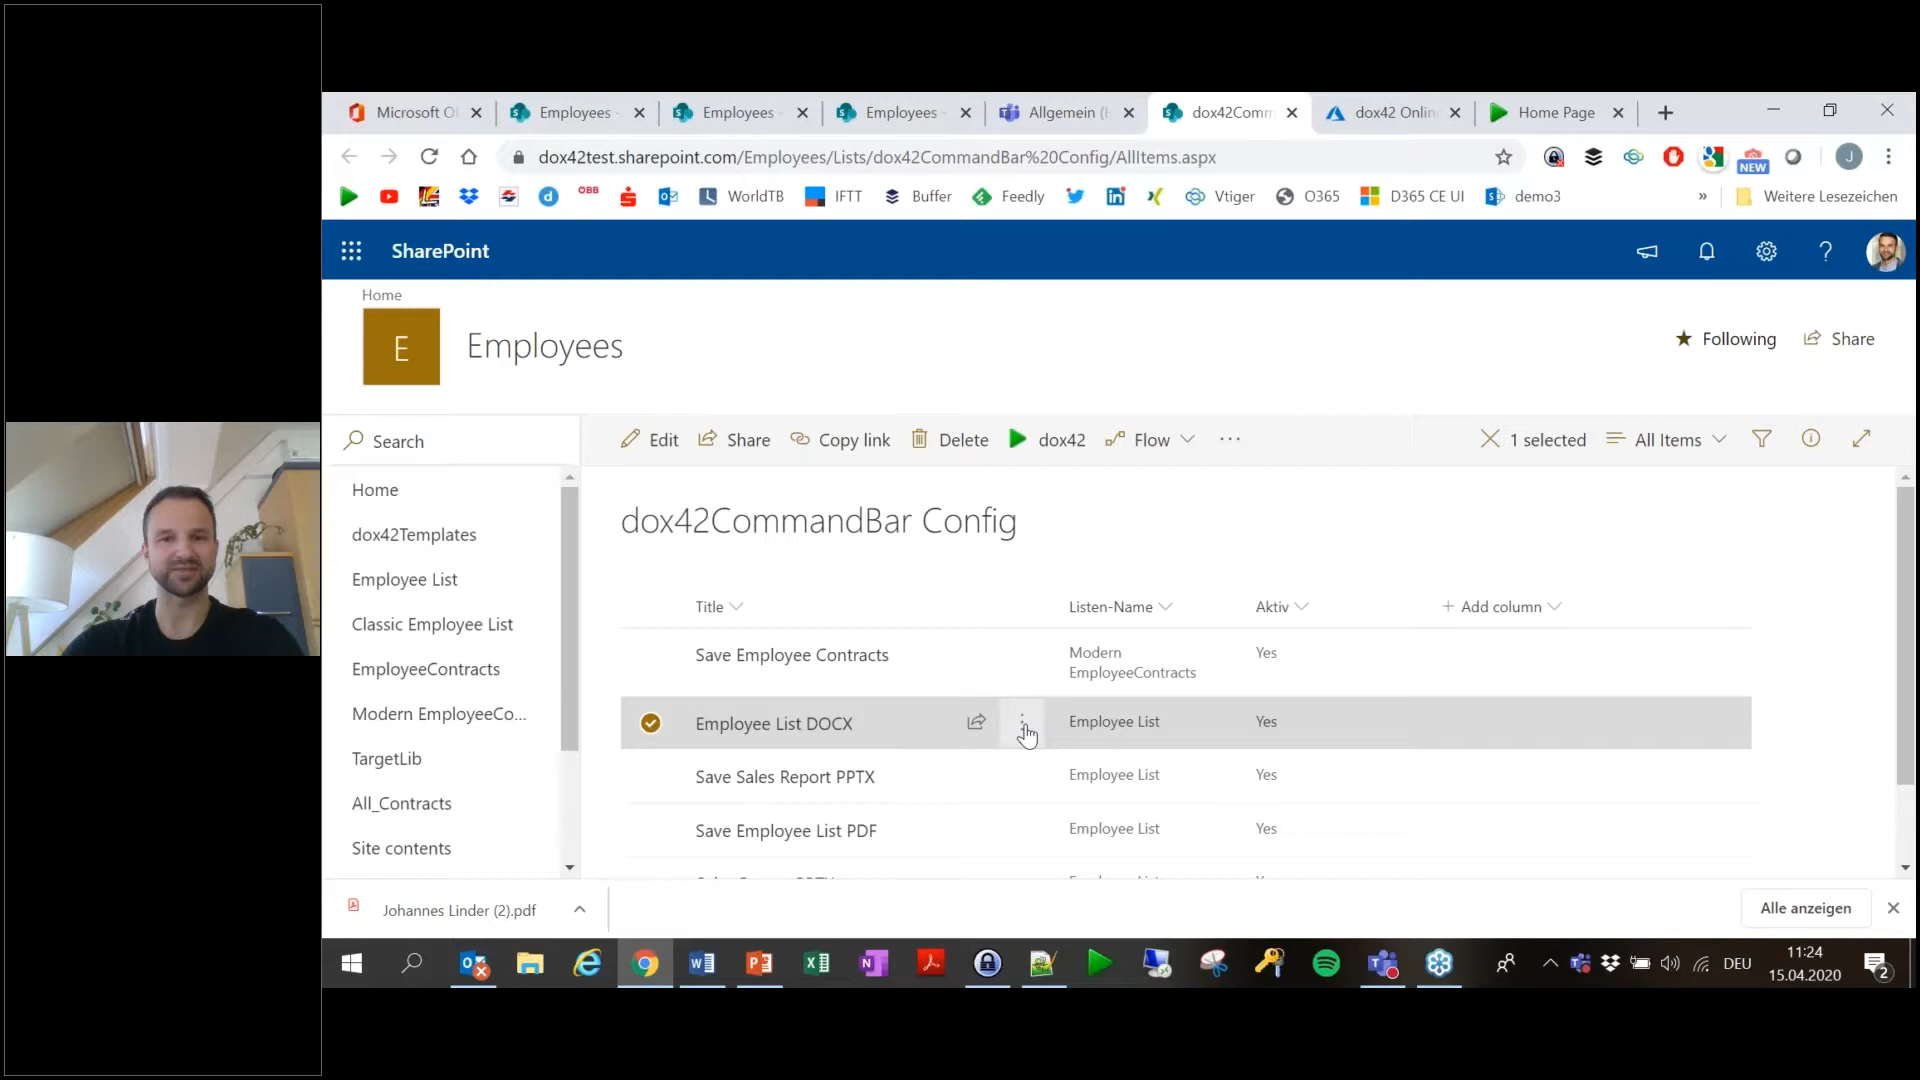 Microsoft O
Employees -
Employees -
Employees -
Allgemein (
dox42Comm
dox42 Onlin
Home Page
dox42test.sharepoint.com/Employees/Lists/dox42CommandBar%20Config/AllItems.aspx
NEW
J
ÖBB
WorldTB
IFTT
Buffer
Feedly
Vtiger
O365
D365 CE UI
demo3
»
Weitere Lesezeichen
SharePoint
Home
E
Employees
Following
Share
Search
Edit
Share
Copy link
Delete
dox42
Flow
1 selected
All Items
Home
dox42Templates
Employee List
Classic Employee List
EmployeeContracts
Modern EmployeeCo...
TargetLib
All_Contracts
Site contents
dox42CommandBar Config
Title
Listen-Name
Aktiv
+ Add column
Save Employee Contracts
Modern
EmployeeContracts
Yes
Employee List DOCX
Employee List
Yes
Save Sales Report PPTX
Employee List
Yes
Save Employee List PDF
Employee List
Yes
Johannes Linder (2).pdf
Alle anzeigen
DEU
11:24
15.04.2020
2